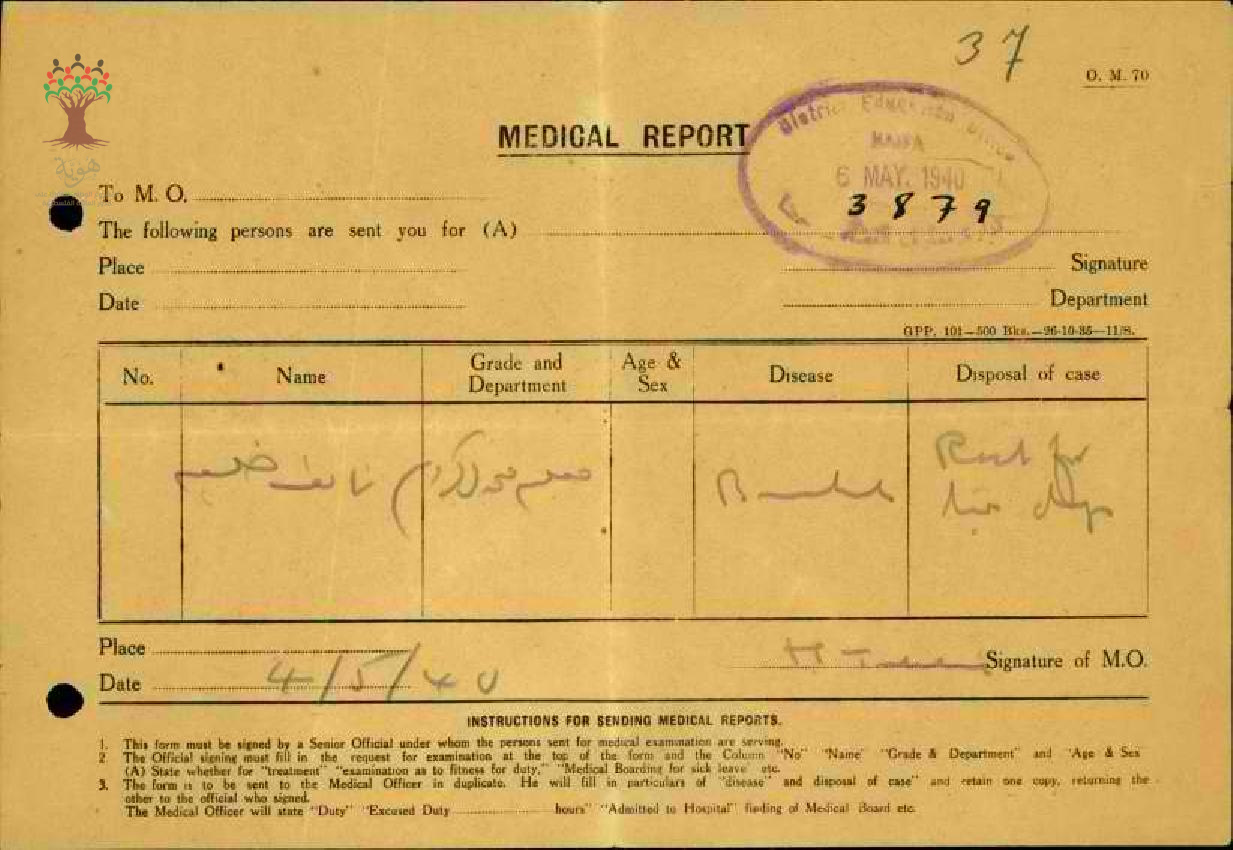 37
O. M. 70
MEDICAL REPORT
District Education Office
HAIFA
6 MAY. 1940
3879
هوية
To M. O.
The following persons are sent you for (A)
Place
Signature
Date
Department
GPP. 101—500 Bks.—26-10-35—11/S.
No. Name Grade and Department Age & Sex Disease Disposal of case
نايف
معلم
Rest for
days
Place
Signature of M.O.
Date 4/5/40
INSTRUCTIONS FOR SENDING MEDICAL REPORTS.
1. This form must be signed by a Senior Official under whom the persons sent for medical examination are serving.
2 The Official signing must fill in the request for examination at the top of the form and the Column "No" "Name" "Grade & Department" and "Age & Sex
(A) State whether for "treatment" "examination as to fitness for duty," "Medical Boarding for sick leave" etc.
3. The form is to be sent to the Medical Officer in duplicate. He will fill in particulars of "disease" and disposal of case" and retain one copy, returning the
other to the official who signed.
The Medical Officer will state "Duty" "Excused Duty hours" "Admitted to Hospital" finding of Medical Board etc.